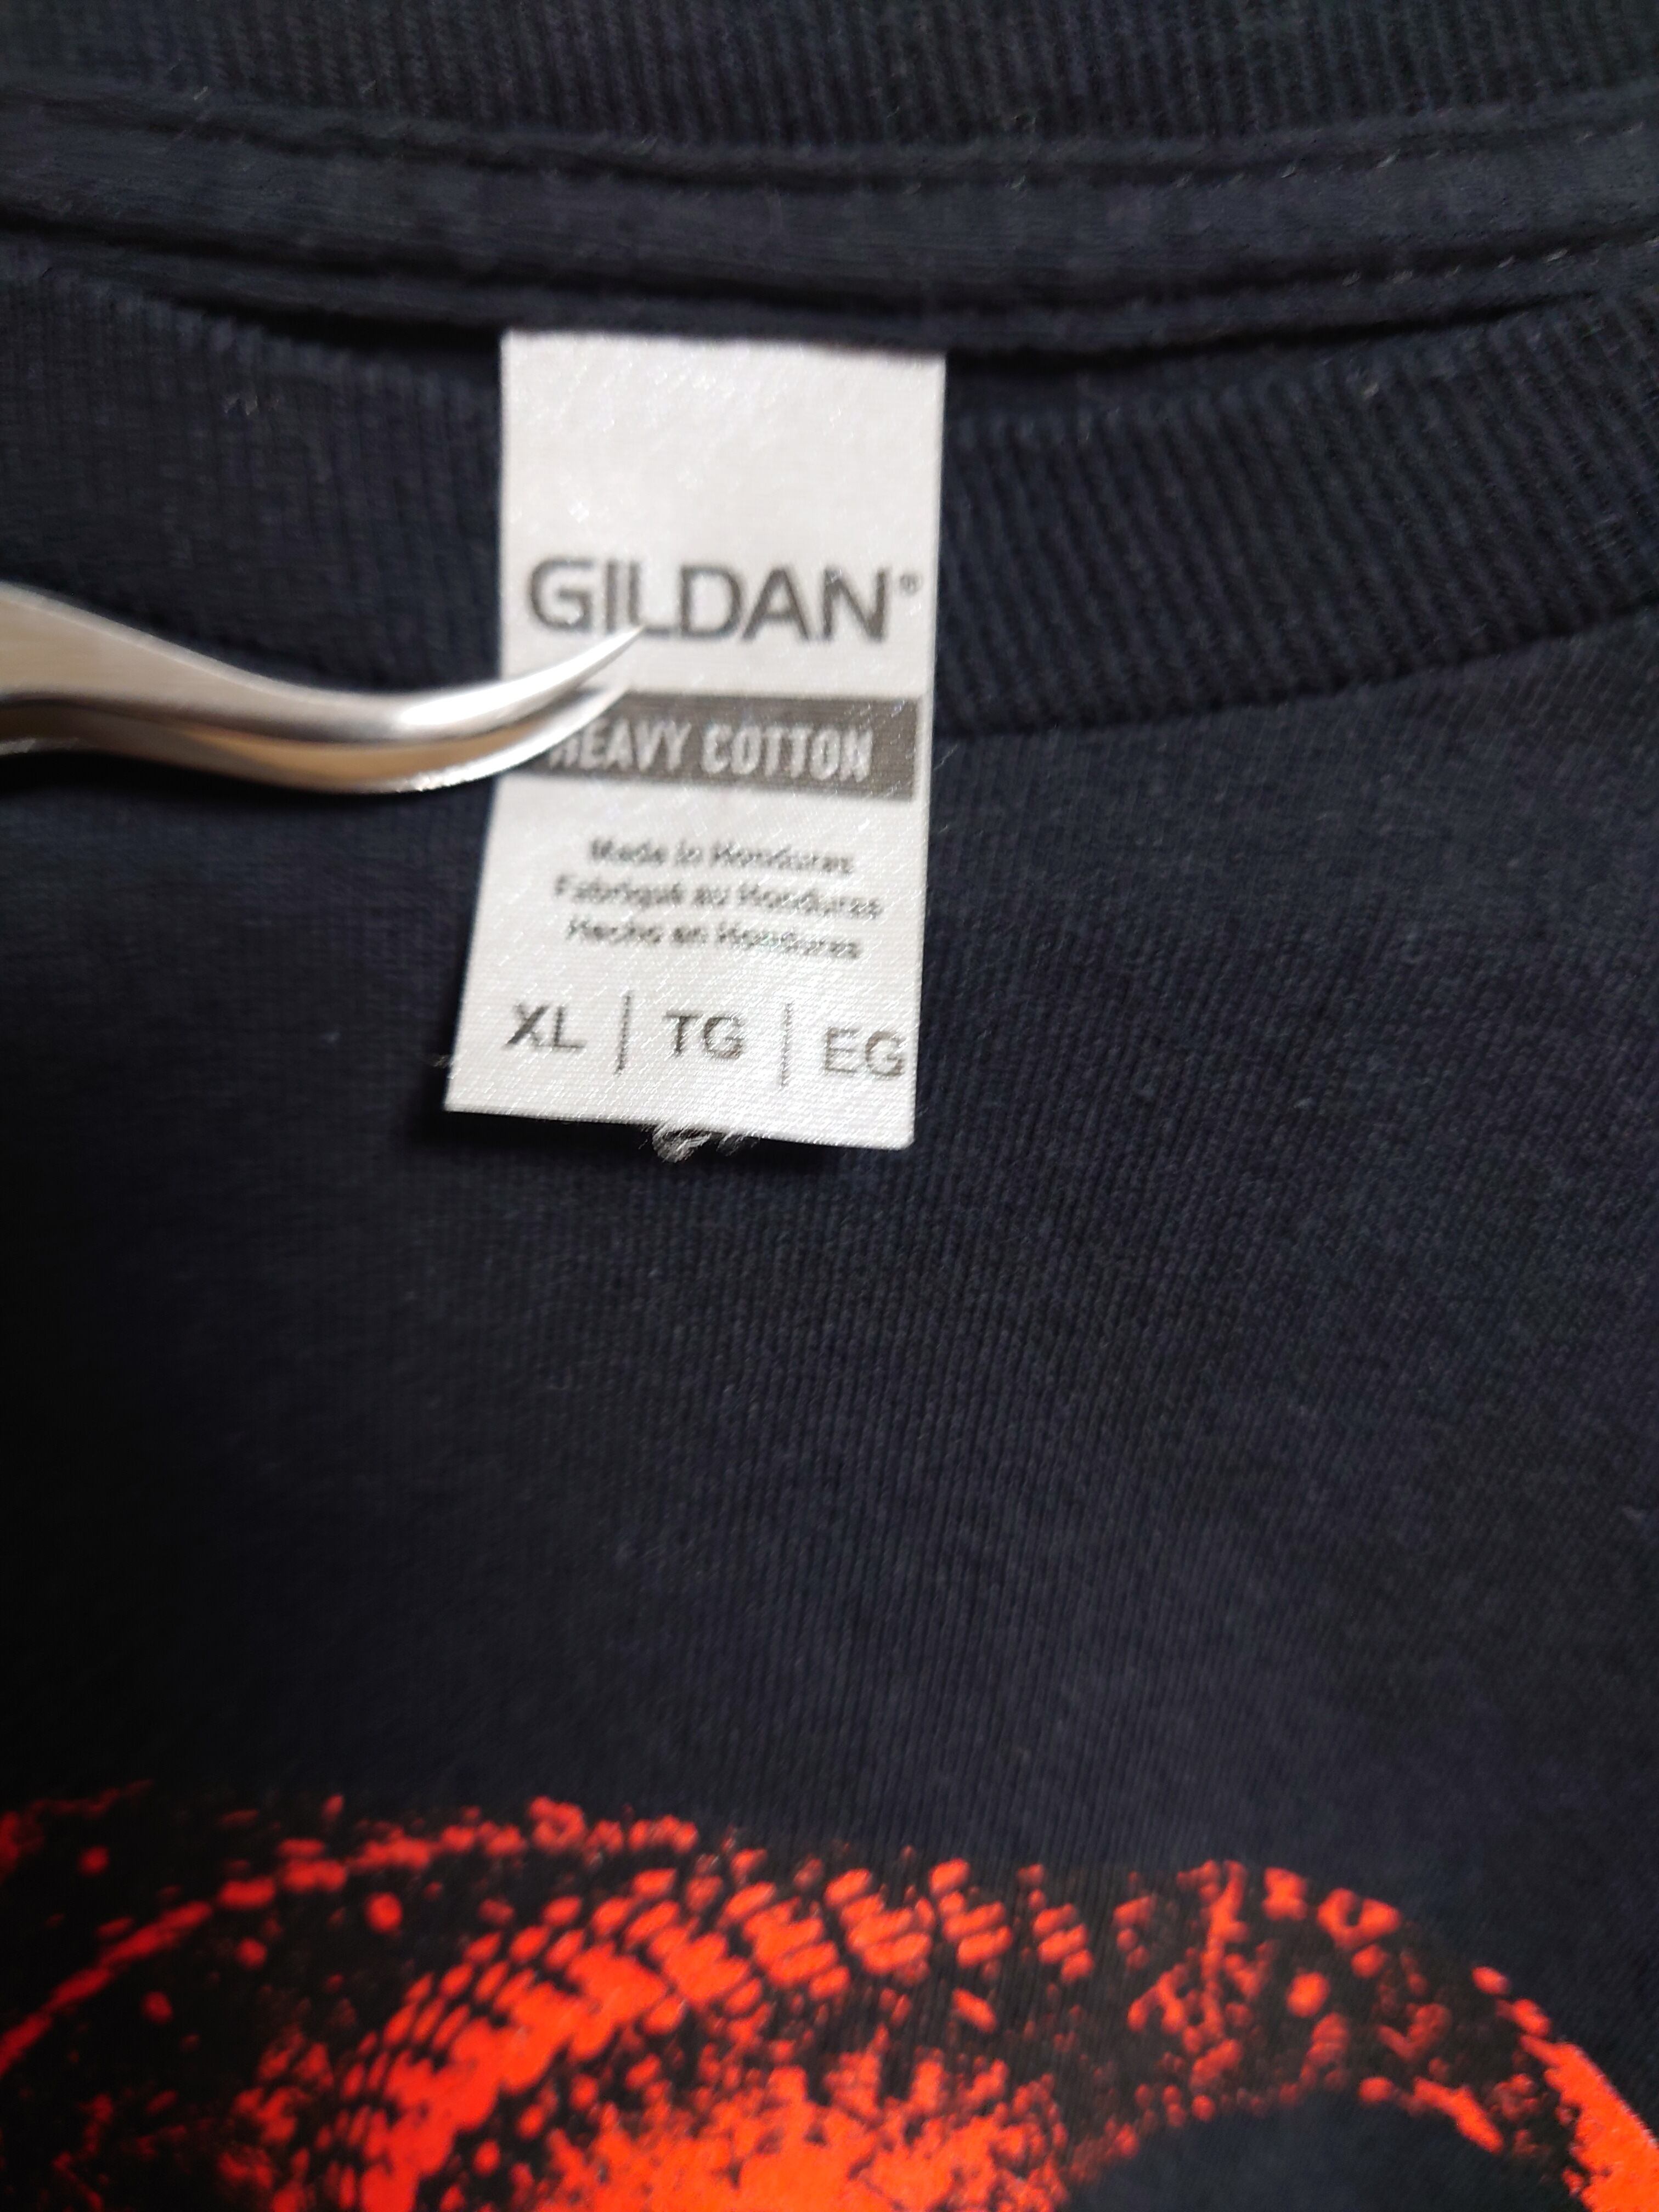 GILDAN®
HEAVY COTTON
Made in Honduras
Fabriqué au Honduras
Hecho en Honduras
XL | TG | EG